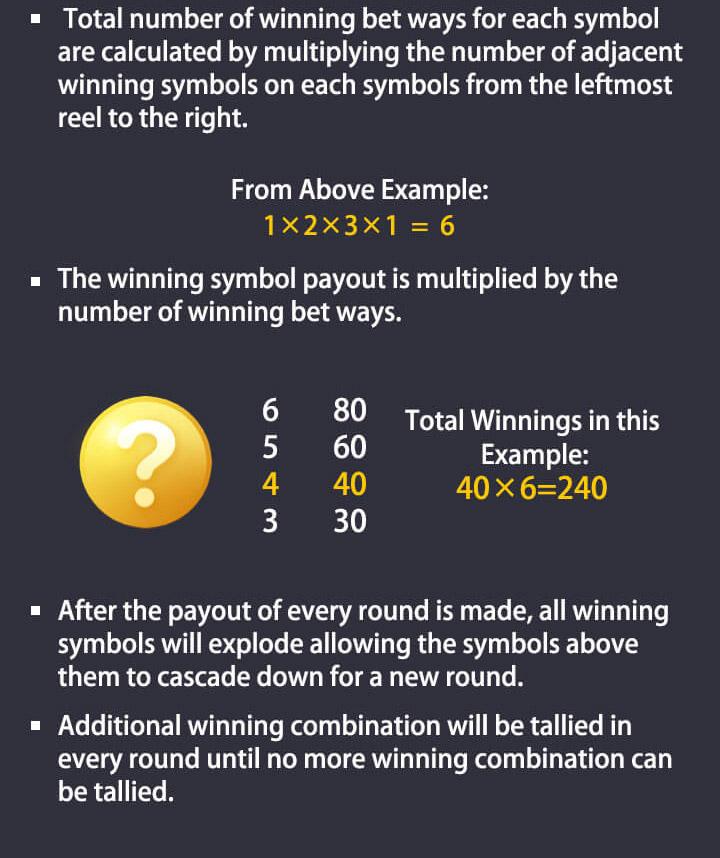 ▪ Total number of winning bet ways for each symbol
are calculated by multiplying the number of adjacent
winning symbols on each symbols from the leftmost
reel to the right.
From Above Example:
1×2×3×1 = 6
▪ The winning symbol payout is multiplied by the
number of winning bet ways.
?
6 80
5 60
4 40
3 30
Total Winnings in this
Example:
40×6=240
▪ After the payout of every round is made, all winning
symbols will explode allowing the symbols above
them to cascade down for a new round.
▪ Additional winning combination will be tallied in
every round until no more winning combination can
be tallied.